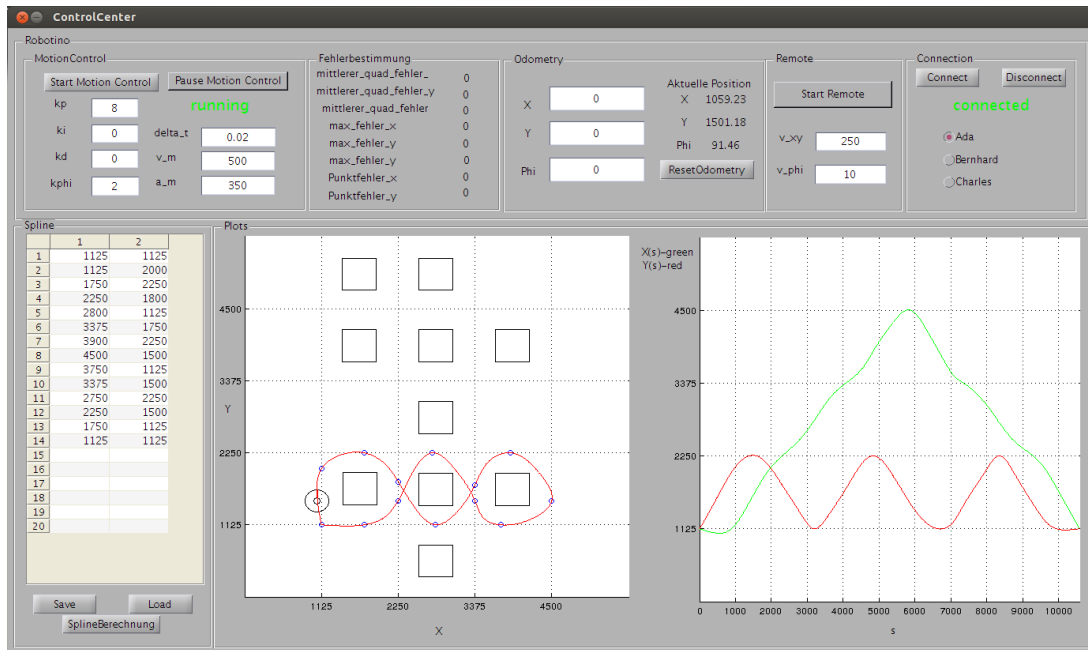 ControlCenter
Robotino
MotionControl
Start Motion Control Pause Motion Control
kp 8 running
ki 0 delta_t 0.02
kd 0 v_m 500
kphi 2 a_m 350
Fehlerbestimmung
mittlerer_quad_fehler_ 0
mittlerer_quad_fehler_y 0
mittlerer_quad_fehler 0
max_fehler_x 0
max_fehler_y 0
max_fehler_y 0
Punktfehler_x 0
Punktfehler_y 0
Odometry
X 0
Y 0
Phi 0
Aktuelle Position
X 1059.23
Y 1501.18
Phi 91.46
ResetOdometry
Remote
Start Remote
v_xy 250
v_phi 10
Connection
Connect Disconnect
connected
Ada
Bernhard
Charles
Spline
1 2
1 1125 1125
2 1125 2000
3 1750 2250
4 2250 1800
5 2800 1125
6 3375 1750
7 3900 2250
8 4500 1500
9 3750 1125
10 3375 1500
11 2750 2250
12 2250 1500
13 1750 1125
14 1125 1125
15
16
17
18
19
20
Save Load
SplineBerechnung
Plots
4500
3375
Y
2250
1125
1125 2250 3375 4500
X
X(s)-green
Y(s)-red
4500
3375
2250
1125
0 1000 2000 3000 4000 5000 6000 7000 8000 9000 10000
s